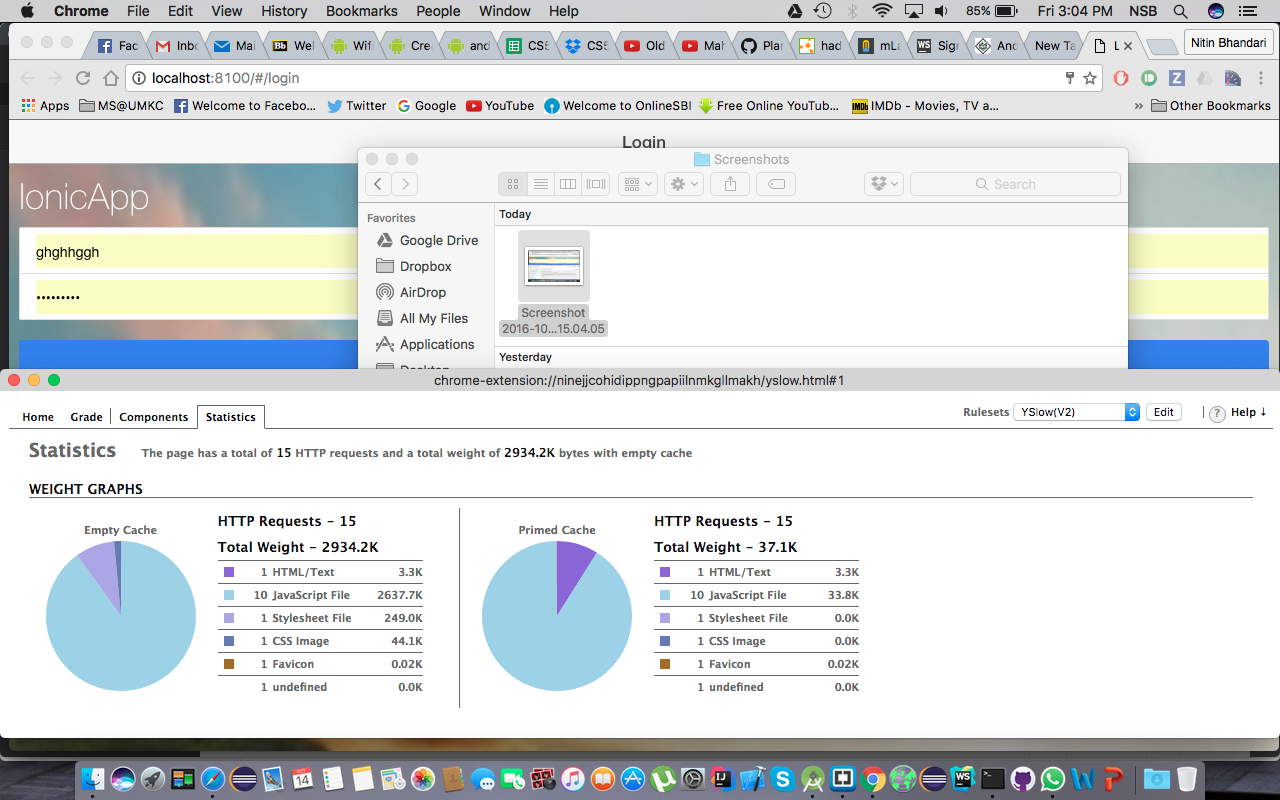 Chrome File Edit View History Bookmarks People Window Help 85% Fri 3:04 PM NSB
Fac Inbo Mai Wel Wifi Cre and CS5 CS5 Old Mah Plan had mLa Sign And New Ta L Nitin Bhandari
localhost:8100/#/login
Apps MS@UMKC Welcome to Facebo... Twitter Google YouTube Welcome to OnlineSBI Free Online YouTub... IMDb - Movies, TV a... » Other Bookmarks
Login
IonicApp
ghghhggh
•••••••••
Screenshots
Search
Favorites
Google Drive
Dropbox
AirDrop
All My Files
Applications
Desktop
Today
Screenshot
2016-10...15.04.05
Yesterday
chrome-extension://ninejjcohidippngpapiilnmkgllmakh/yslow.html#1
Home Grade Components Statistics Rulesets YSlow(V2) Edit ? Help ↓
Statistics The page has a total of 15 HTTP requests and a total weight of 2934.2K bytes with empty cache
WEIGHT GRAPHS
Empty Cache
HTTP Requests - 15
Total Weight - 2934.2K
1 HTML/Text 3.3K
10 JavaScript File 2637.7K
1 Stylesheet File 249.0K
1 CSS Image 44.1K
1 Favicon 0.02K
1 undefined 0.0K
Primed Cache
HTTP Requests - 15
Total Weight - 37.1K
1 HTML/Text 3.3K
10 JavaScript File 33.8K
1 Stylesheet File 0.0K
1 CSS Image 0.0K
1 Favicon 0.02K
1 undefined 0.0K